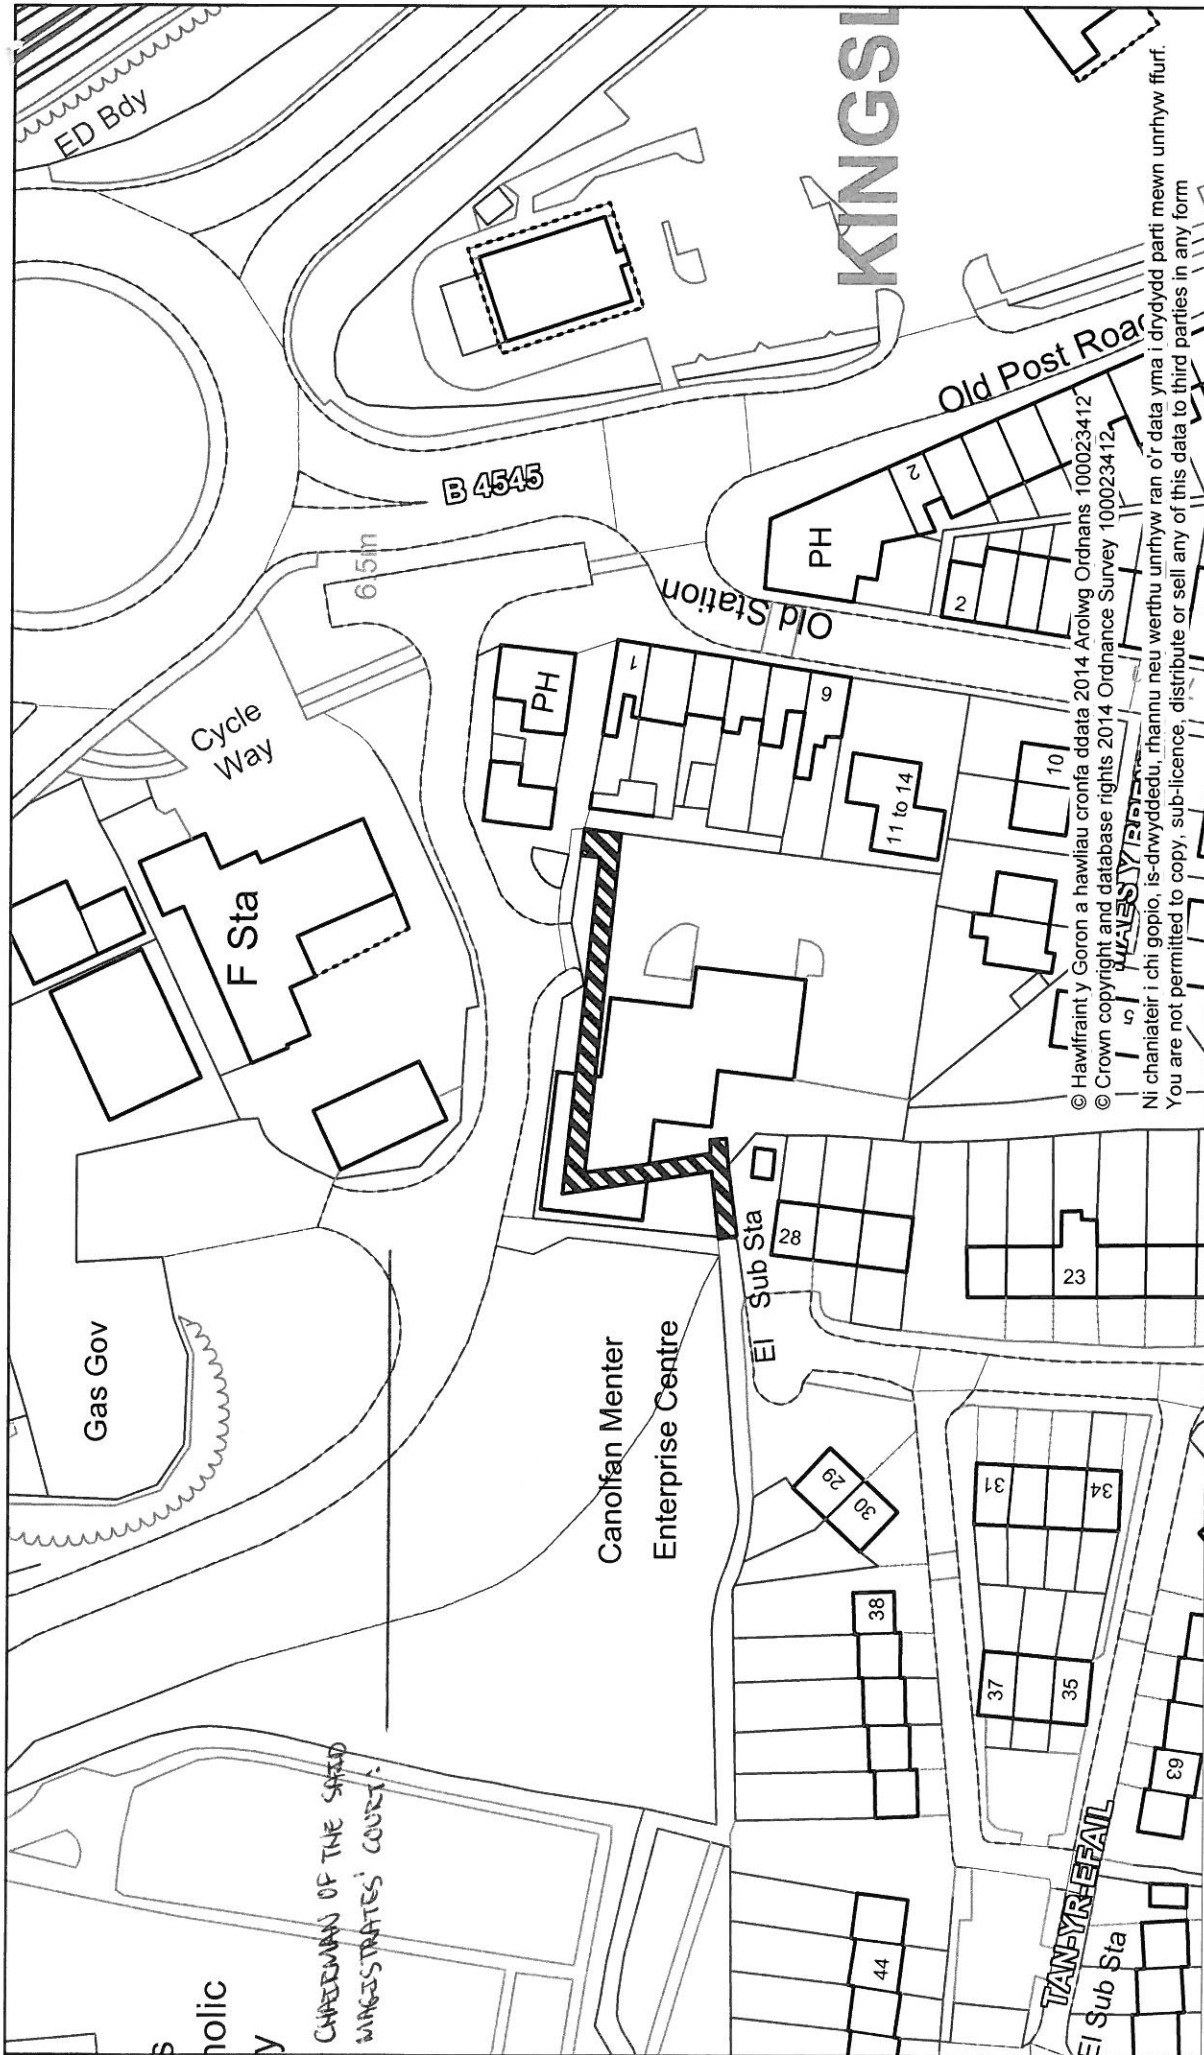 ED Bdy
KINGSL
Old Post Road
B 4545
6.5m
Old Station
PH
2
2
PH
1
9
11 to 14
10
MAES Y
5
Cycle
Way
F Sta
Gas Gov
El Sub Sta
28
23
Canolfan Menter
Enterprise Centre
29
30
31
34
38
37
35
63
44
TAN-YR-EFAIL
El Sub Sta
s
holic
y
CHAIRMAN OF THE SAID
MAGISTRATES' COURT:
© Hawlfraint y Goron a hawliau cronfa ddata 2014 Arolwg Ordnans 100023412
© Crown copyright and database rights 2014 Ordnance Survey 100023412
Ni chaniateir i chi gopio, is-drwyddedu, rhannu neu werthu unrhyw ran o'r data yma i drydydd parti mewn unrhyw ffurf.
You are not permitted to copy, sub-licence, distribute or sell any of this data to third parties in any form